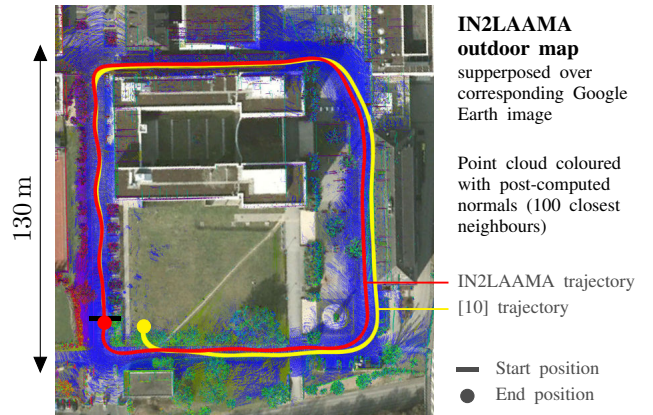 130 m
IN2LAAMA
outdoor map
supperposed over
corresponding Google
Earth image
Point cloud coloured
with post-computed
normals (100 closest
neighbours)
IN2LAAMA trajectory
[10] trajectory
Start position
End position